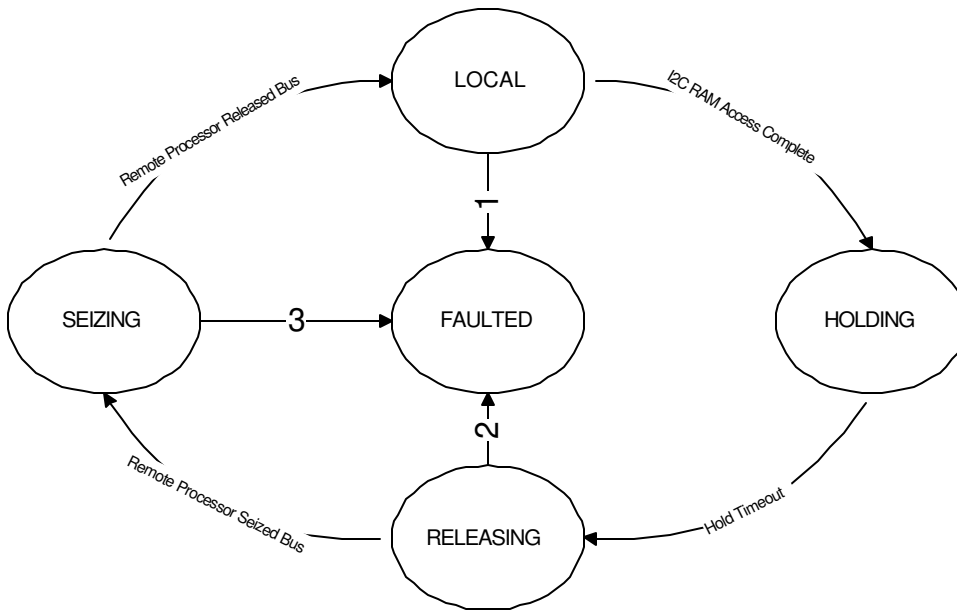 LOCAL
Remote Processor Released Bus
I2C RAM Access Complete
1
SEIZING
3
FAULTED
HOLDING
2
Remote Processor Seized Bus
RELEASING
Hold Timeout